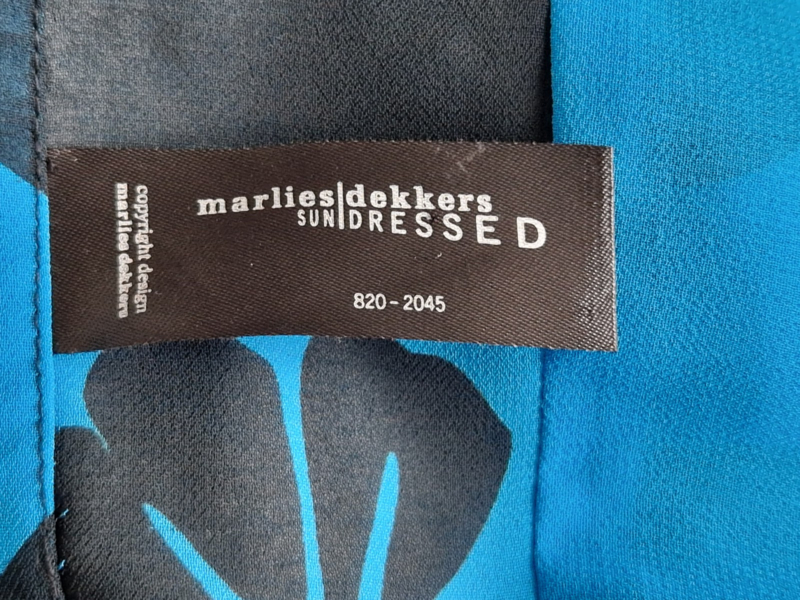 marlies|dekkers
SUN|DRESSED
820-2045
copyright design
marlies dekkers